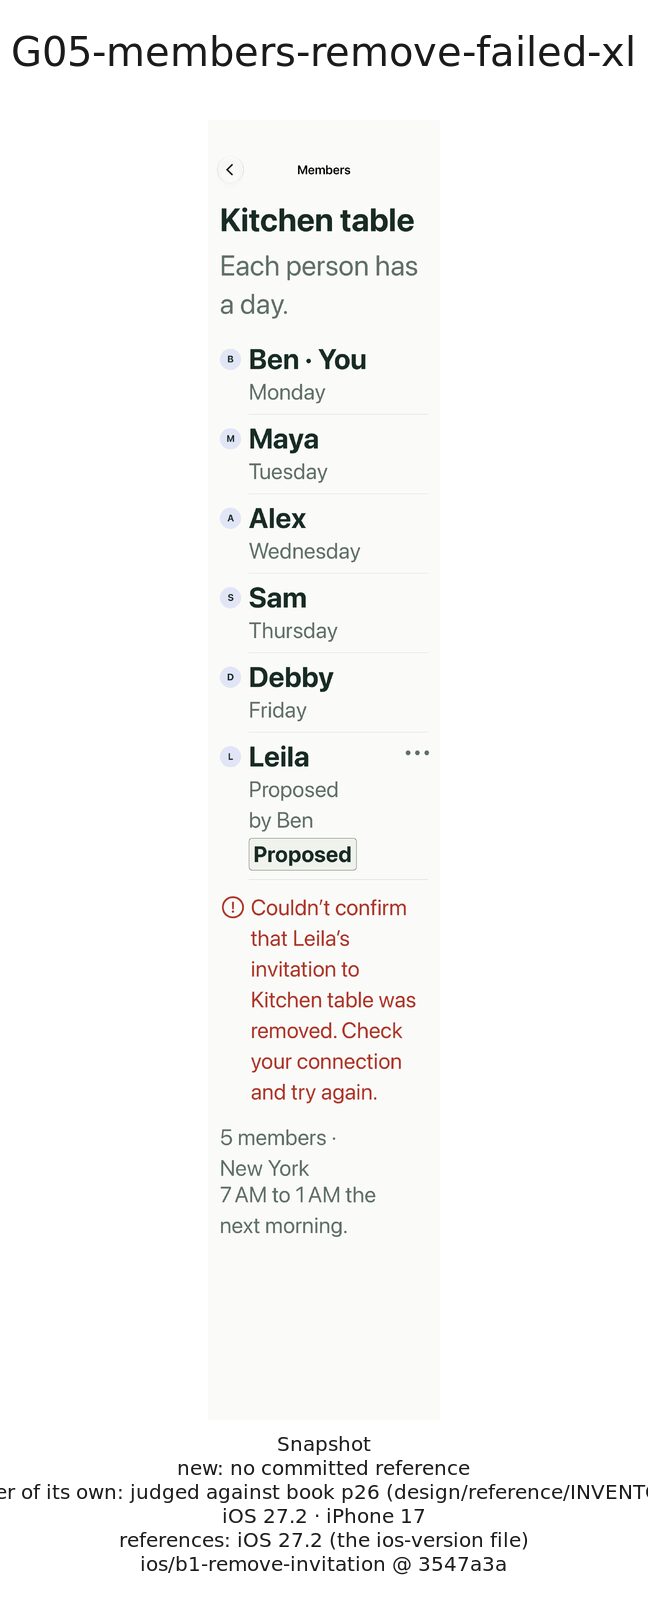 G05-members-remove-failed-xl
Members
Kitchen table
Each person has
a day.
B Ben · You
Monday
M Maya
Tuesday
A Alex
Wednesday
S Sam
Thursday
D Debby
Friday
L Leila
Proposed
by Ben
Proposed
Couldn’t confirm
that Leila’s
invitation to
Kitchen table was
removed. Check
your connection
and try again.
5 members ·
New York
7 AM to 1 AM the
next morning.
Snapshot
new: no committed reference
er of its own: judged against book p26 (design/reference/INVENTO
iOS 27.2 · iPhone 17
references: iOS 27.2 (the ios-version file)
ios/b1-remove-invitation @ 3547a3a